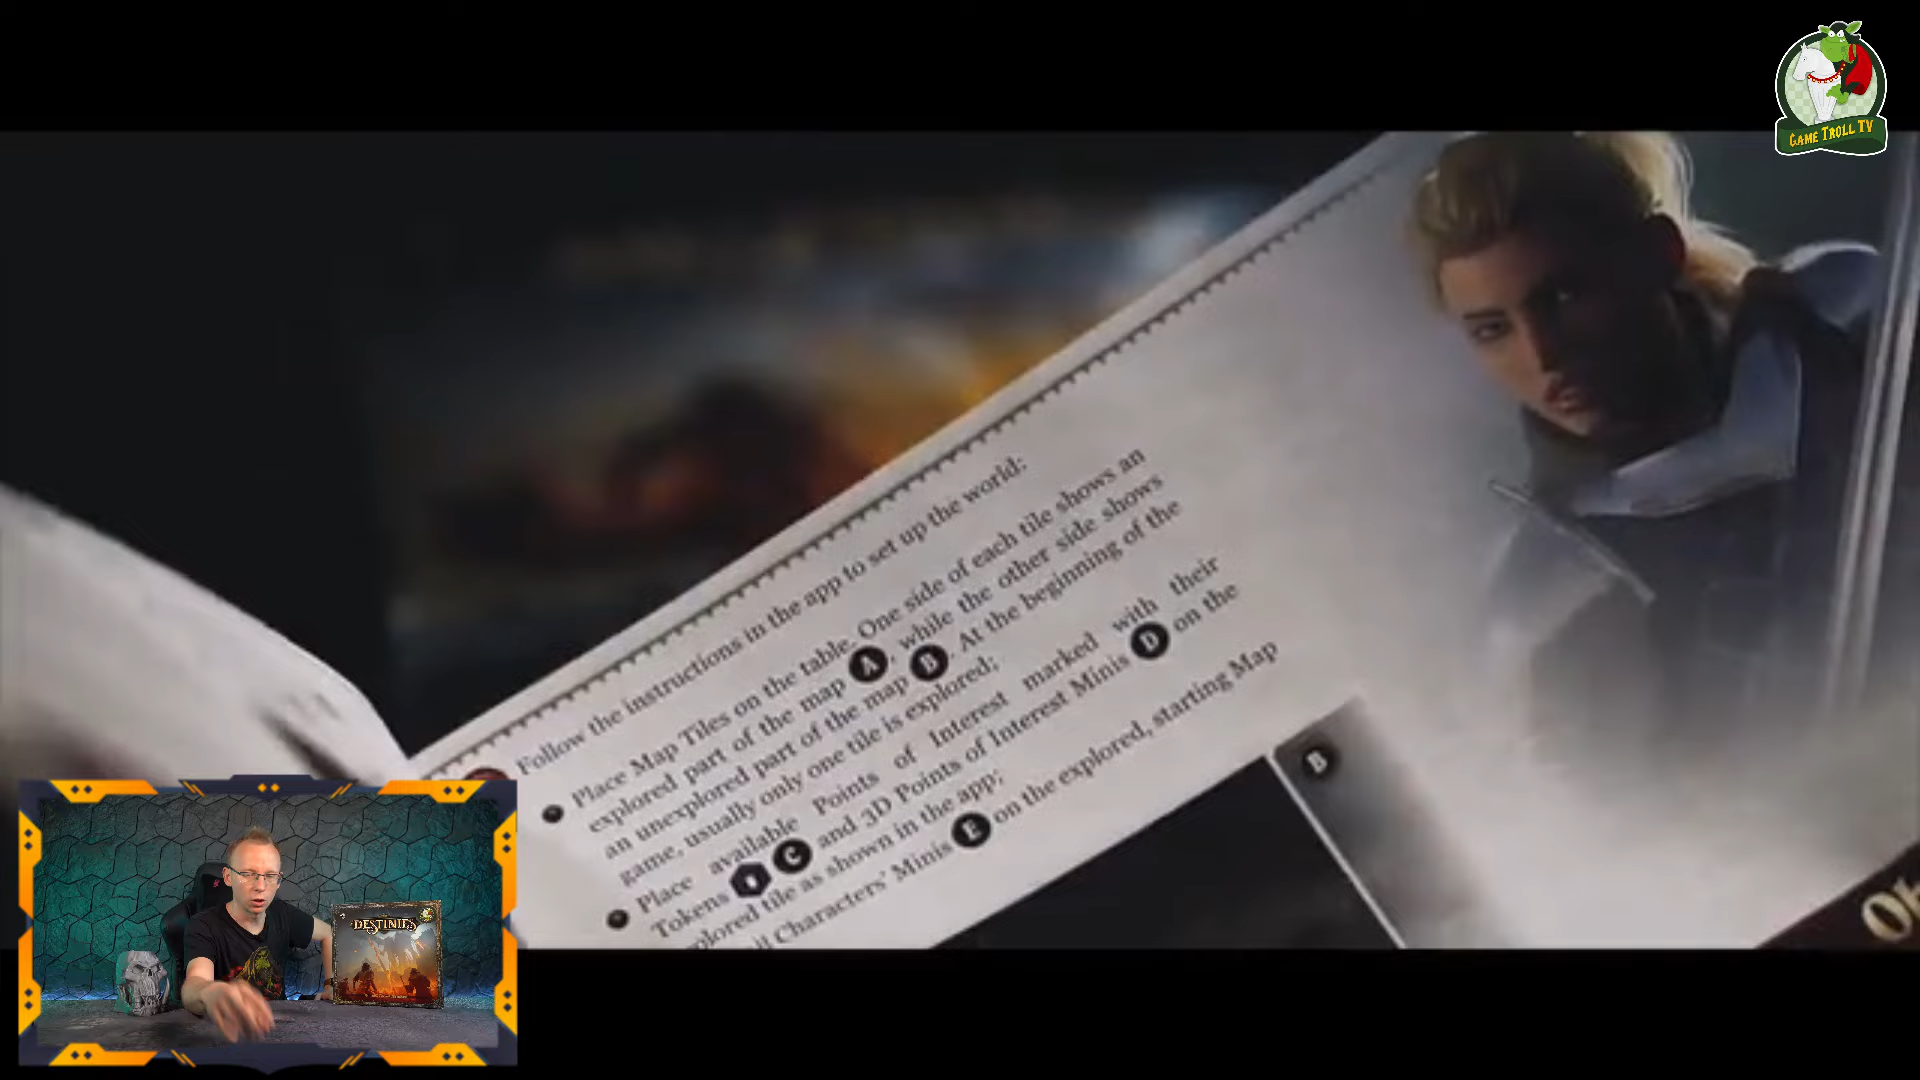 GAME TROLL TV
Follow the instructions in the app to set up the world:
Place Map Tiles on the table. One side of each tile shows an
explored part of the map A, while the other side shows
an unexplored part of the map B. At the beginning of the
game, usually only one tile is explored;
Place available Points of Interest marked with their
Tokens C and 3D Points of Interest Minis D on the
explored tile as shown in the app;
Characters' Minis E on the explored, starting Map
B
DESTINIES